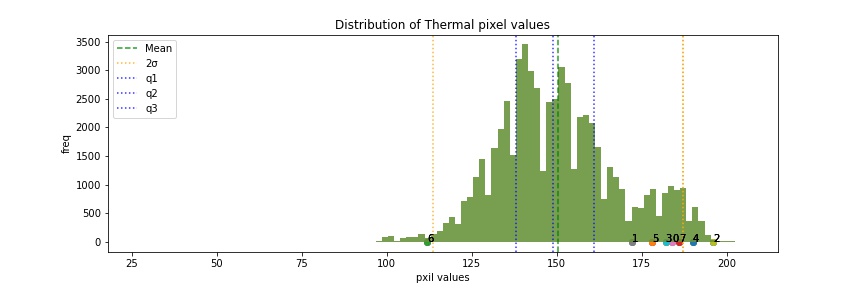 Distribution of Thermal pixel values
freq
3500
3000
2500
2000
1500
1000
500
0
Mean
2σ
q1
q2
q3
6 1 5 3 0 7 4 2
25 50 75 100 125 150 175 200
pxil values